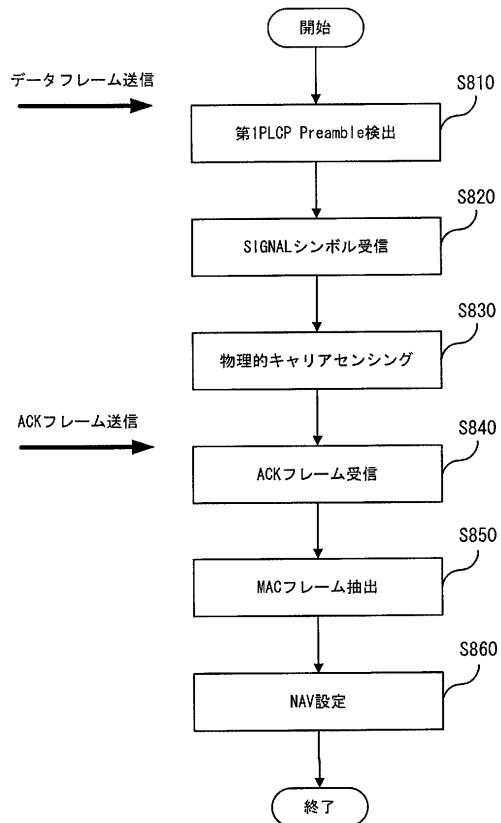 開始
データフレーム送信
S810
第1PLCP Preamble検出
S820
SIGNALシンボル受信
S830
物理的キャリアセンシング
ACKフレーム送信
S840
ACKフレーム受信
S850
MACフレーム抽出
S860
NAV設定
終了